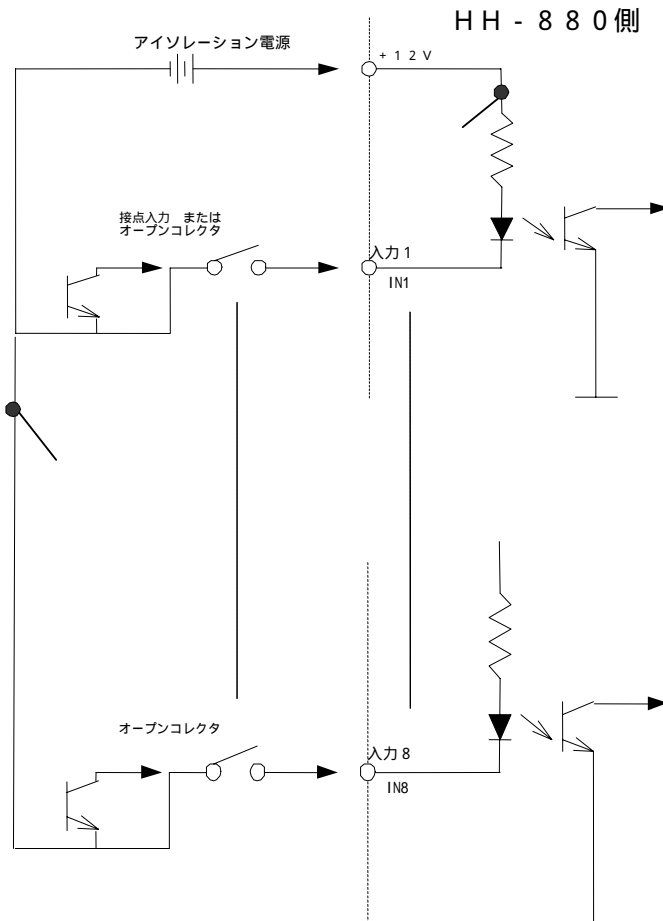 ＨＨ-８８０側
アイソレーション電源
+１２Ｖ
接点入力　または
オープンコレクタ
入力１
IN1
オープンコレクタ
入力８
IN8